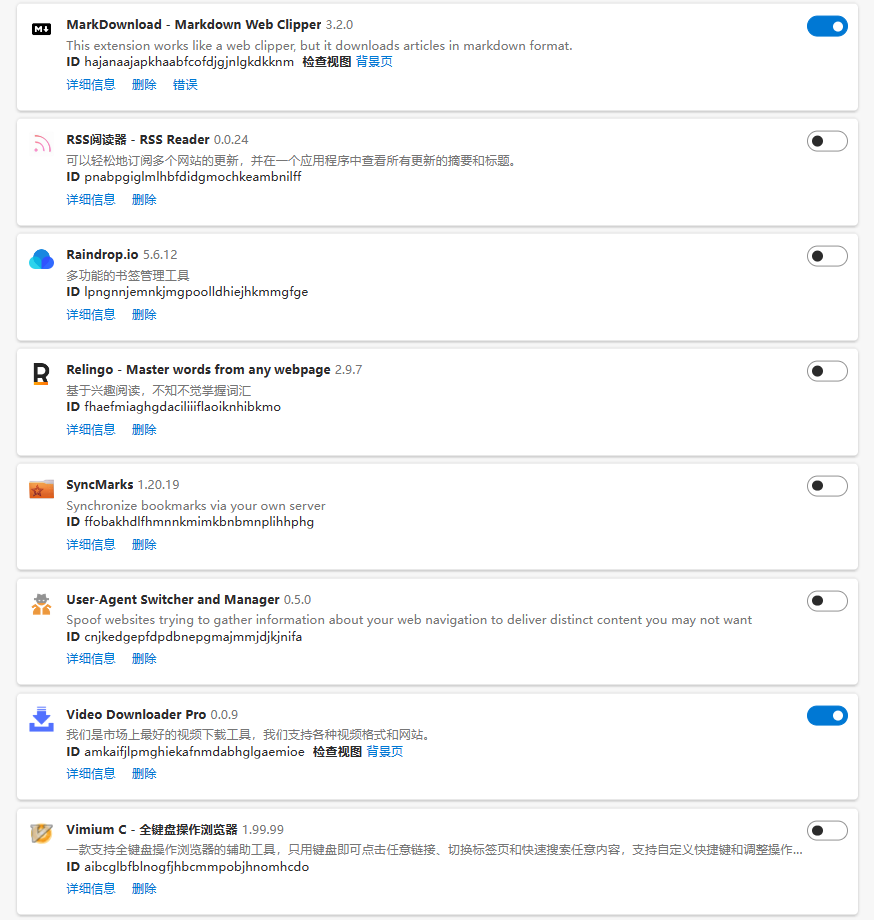 M↓
MarkDownload - Markdown Web Clipper 3.2.0
This extension works like a web clipper, but it downloads articles in markdown format.
ID hajanaajapkhaabfcofdjgjnlgkdkknm 检查视图 背景页
详细信息 删除 错误
RSS阅读器 - RSS Reader 0.0.24
可以轻松地订阅多个网站的更新，并在一个应用程序中查看所有更新的摘要和标题。
ID pnabpgiglmlhbfdidgmochkeambnilff
详细信息 删除
Raindrop.io 5.6.12
多功能的书签管理工具
ID lpngnnjemnkjmgpoolldhiejhkmmgfge
详细信息 删除
R
Relingo - Master words from any webpage 2.9.7
基于兴趣阅读，不知不觉掌握词汇
ID fhaefmiaghgdaciliiiflaoiknhibkmo
详细信息 删除
SyncMarks 1.20.19
Synchronize bookmarks via your own server
ID ffobakhdlfhmnnkmimkbnbmnplihhphg
详细信息 删除
User-Agent Switcher and Manager 0.5.0
Spoof websites trying to gather information about your web navigation to deliver distinct content you may not want
ID cnjkedgepfdpdbnepgmajmmjdjkjnifa
详细信息 删除
Video Downloader Pro 0.0.9
我们是市场上最好的视频下载工具，我们支持各种视频格式和网站。
ID amkaifjlpmghiekafnmdabhglgaemioe 检查视图 背景页
详细信息 删除
Vimium C - 全键盘操作浏览器 1.99.99
一款支持全键盘操作浏览器的辅助工具，只用键盘即可点击任意链接、切换标签页和快速搜索任意内容，支持自定义快捷键和调整操作...
ID aibcglbfblnogfjhbcmmpobjhnomhcdo
详细信息 删除